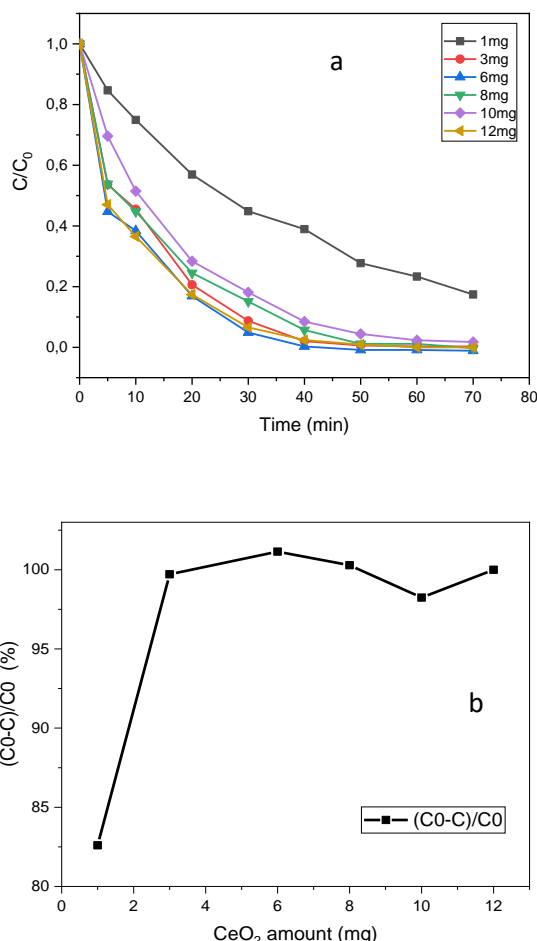 a
1mg
3mg
6mg
8mg
10mg
12mg
1,0
0,8
0,6
0,4
0,2
0,0
C/C₀
0 10 20 30 40 50 60 70 80
Time (min)
100
95
90
85
80
(C0-C)/C0 (%)
b
(C0-C)/C0
0 2 4 6 8 10 12
CeO₂ amount (mg)